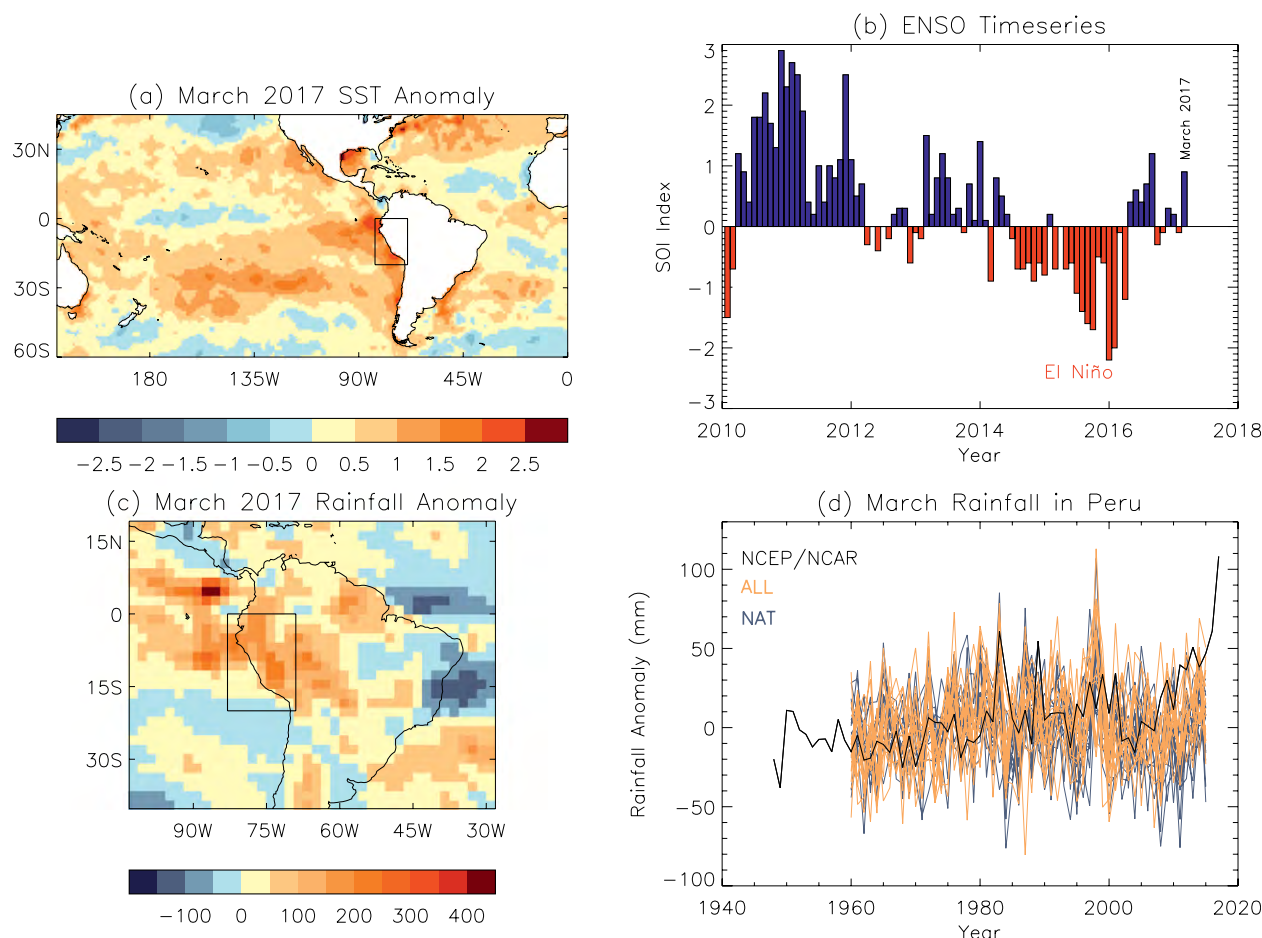 (a) March 2017 SST Anomaly
30N
0
30S
60S
180 135W 90W 45W 0
−2.5 −2 −1.5 −1 −0.5 0 0.5 1 1.5 2 2.5
(b) ENSO Timeseries
3
2
1
0
−1
−2
−3
SOI Index
March 2017
El Niño
2010 2012 2014 2016 2018
Year
(c) March 2017 Rainfall Anomaly
15N
0
15S
30S
90W 75W 60W 45W 30W
−100 0 100 200 300 400
(d) March Rainfall in Peru
NCEP/NCAR
ALL
NAT
100
50
0
−50
−100
Rainfall Anomaly (mm)
1940 1960 1980 2000 2020
Year